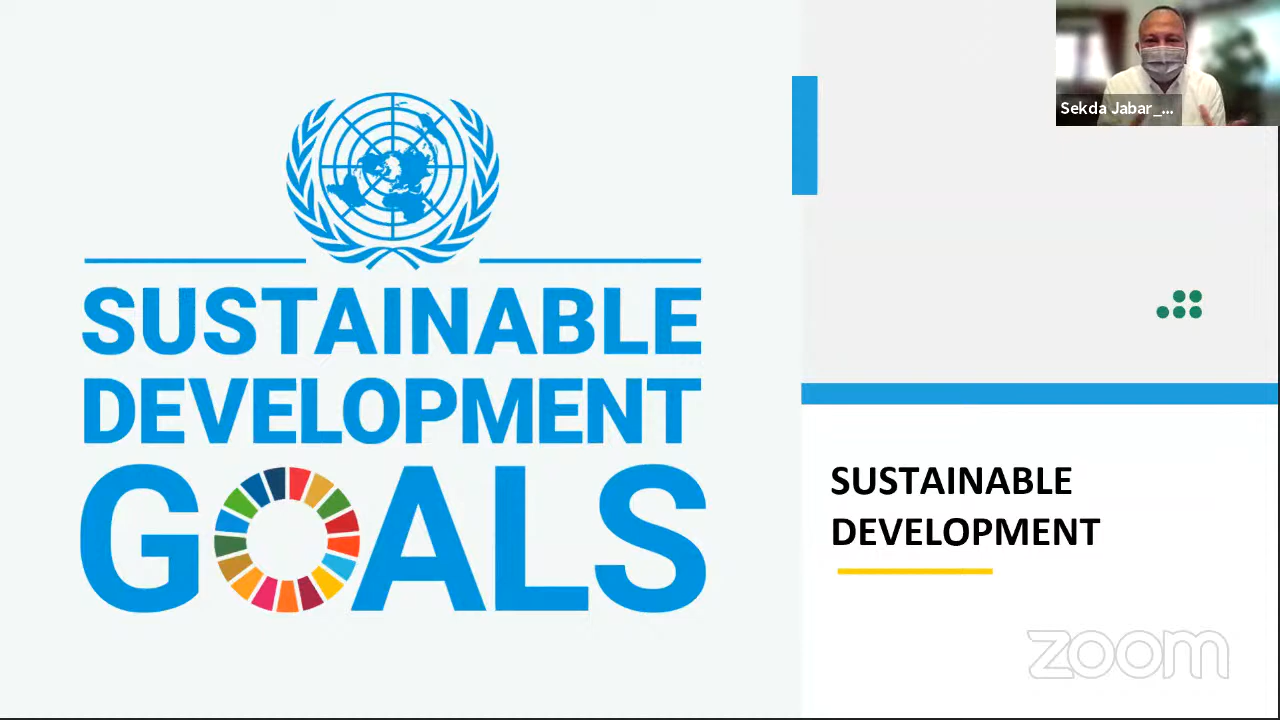 Sekda Jabar_...
SUSTAINABLE
DEVELOPMENT
GOALS
SUSTAINABLE
DEVELOPMENT
zoom